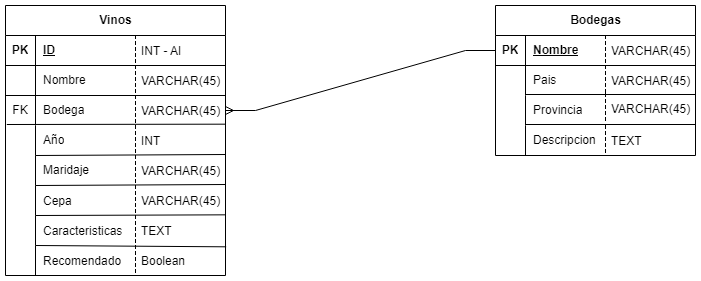 Vinos
PK ID INT - AI
Nombre VARCHAR(45)
FK Bodega VARCHAR(45)
Año INT
Maridaje VARCHAR(45)
Cepa VARCHAR(45)
Caracteristicas TEXT
Recomendado Boolean
Bodegas
PK Nombre VARCHAR(45)
Pais VARCHAR(45)
Provincia VARCHAR(45)
Descripcion TEXT